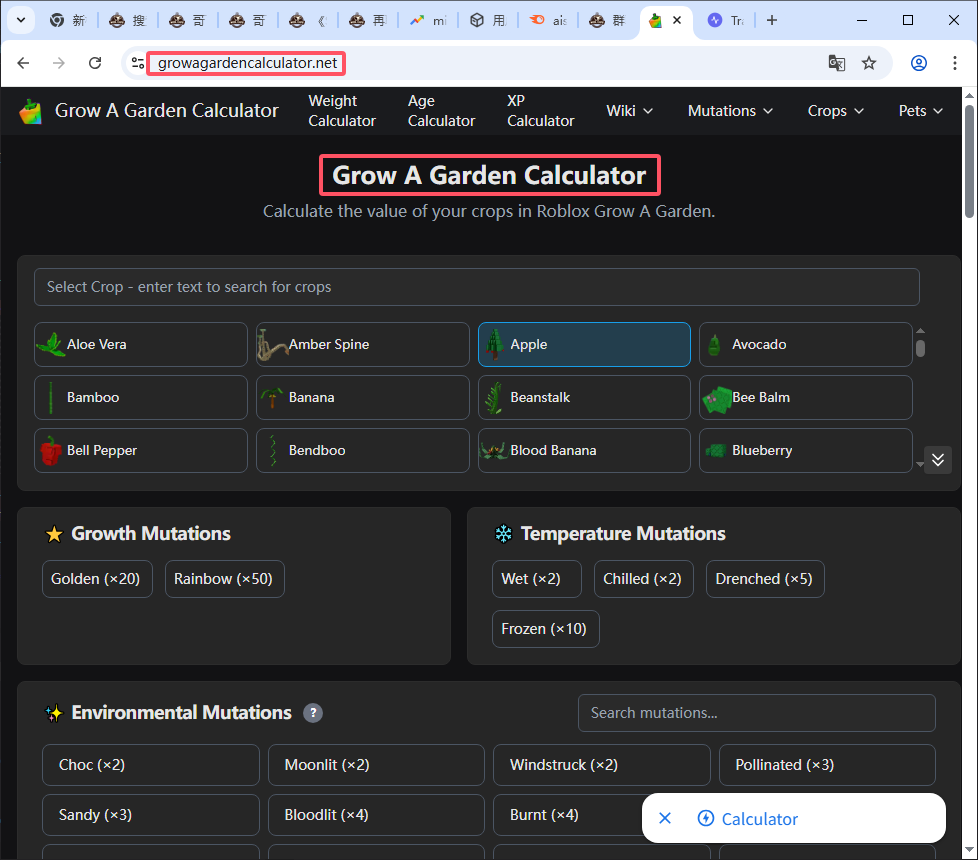 新
搜
哥
哥
《
再
mi
用
ais
群
Tra
growagardencalculator.net
Grow A Garden Calculator
Weight Calculator
Age Calculator
XP Calculator
Wiki
Mutations
Crops
Pets
Grow A Garden Calculator
Calculate the value of your crops in Roblox Grow A Garden.
Select Crop - enter text to search for crops
Aloe Vera
Amber Spine
Apple
Avocado
Bamboo
Banana
Beanstalk
Bee Balm
Bell Pepper
Bendboo
Blood Banana
Blueberry
Growth Mutations
Golden (×20)
Rainbow (×50)
Temperature Mutations
Wet (×2)
Chilled (×2)
Drenched (×5)
Frozen (×10)
Environmental Mutations ?
Search mutations...
Choc (×2)
Moonlit (×2)
Windstruck (×2)
Pollinated (×3)
Sandy (×3)
Bloodlit (×4)
Burnt (×4)
Calculator